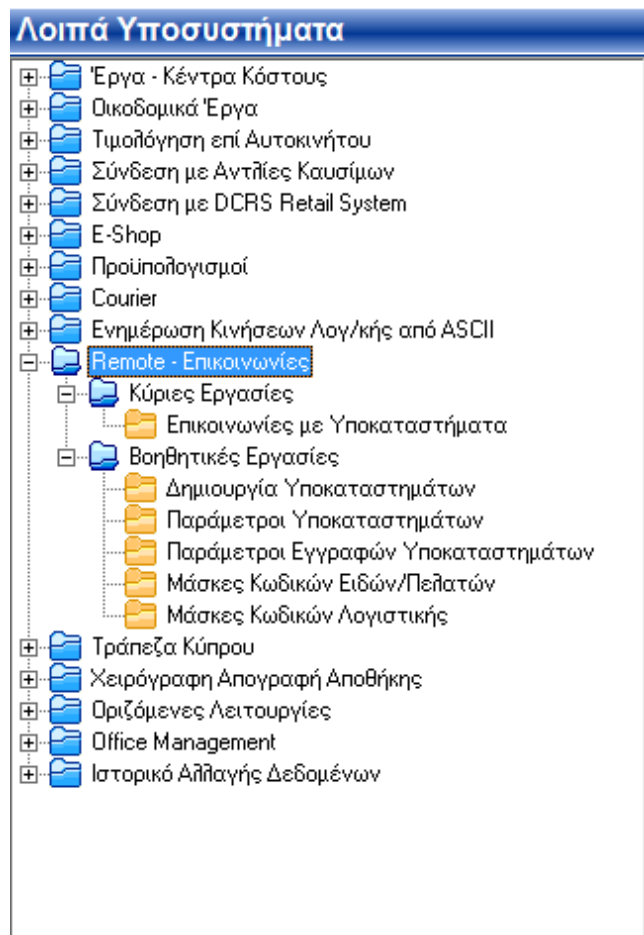 Λοιπά Υποσυστήματα
Έργα - Κέντρα Κόστους
Οικοδομικά Έργα
Τιμολόγηση επί Αυτοκινήτου
Σύνδεση με Αντλίες Καυσίμων
Σύνδεση με DCRS Retail System
E-Shop
Προϋπολογισμοί
Courier
Ενημέρωση Κινήσεων Λογ/κής από ASCII
Remote - Επικοινωνίες
Κύριες Εργασίες
Επικοινωνίες με Υποκαταστήματα
Βοηθητικές Εργασίες
Δημιουργία Υποκαταστημάτων
Παράμετροι Υποκαταστημάτων
Παράμετροι Εγγραφών Υποκαταστημάτων
Μάσκες Κωδικών Ειδών/Πελατών
Μάσκες Κωδικών Λογιστικής
Τράπεζα Κύπρου
Χειρόγραφη Απογραφή Αποθήκης
Οριζόμενες Λειτουργίες
Office Management
Ιστορικό Αλλαγής Δεδομένων